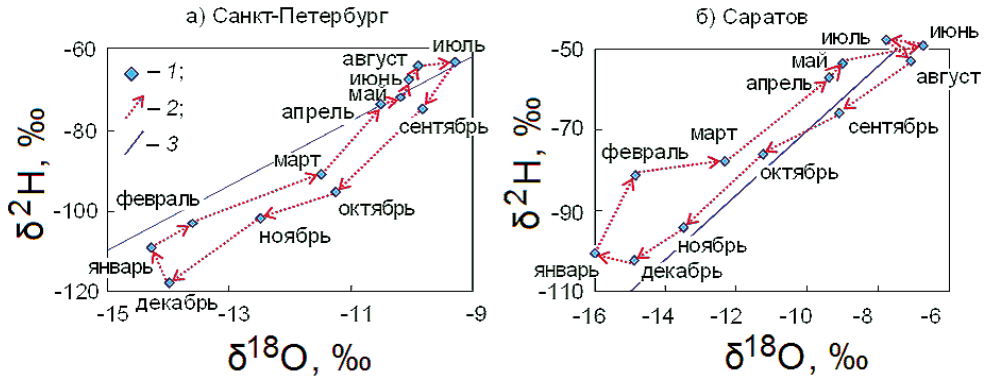 а) Санкт-Петербург
-60
-80
-100
-120
-15
-13
-11
-9
δ²H, ‰
δ¹⁸O, ‰
– 1;
– 2;
– 3
июль
август
июнь
май
апрель
сентябрь
март
февраль
октябрь
ноябрь
январь
декабрь
б) Саратов
-50
-70
-90
-110
-16
-14
-12
-10
-8
-6
δ²H, ‰
δ¹⁸O, ‰
июль
июнь
май
август
апрель
сентябрь
март
февраль
октябрь
ноябрь
январь
декабрь